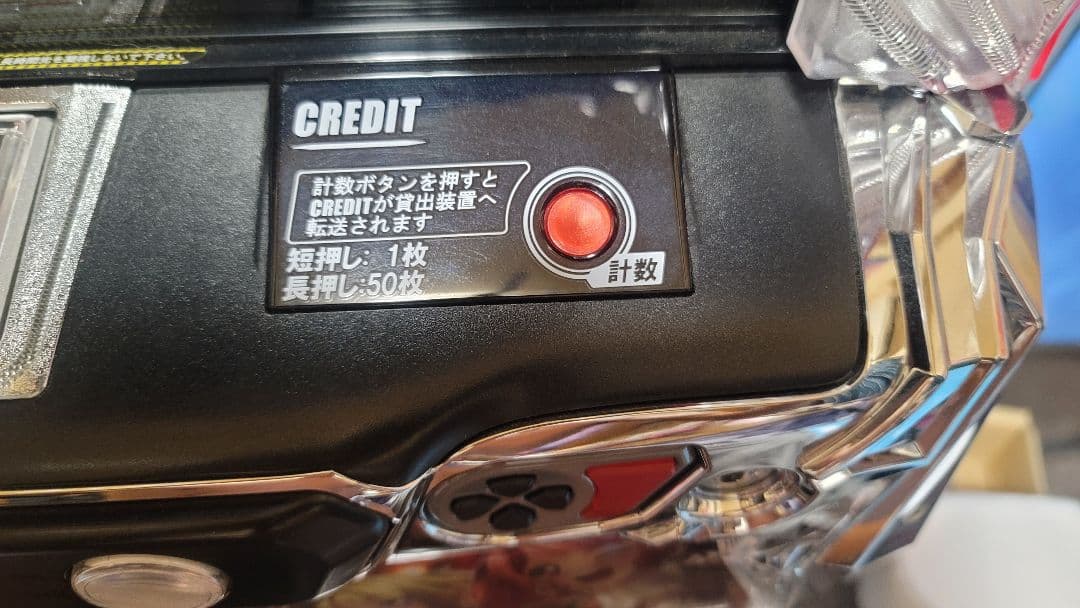 CREDIT
計数ボタンを押すと
CREDITが貸出装置へ
転送されます
短押し: 1枚
長押し:50枚
計数